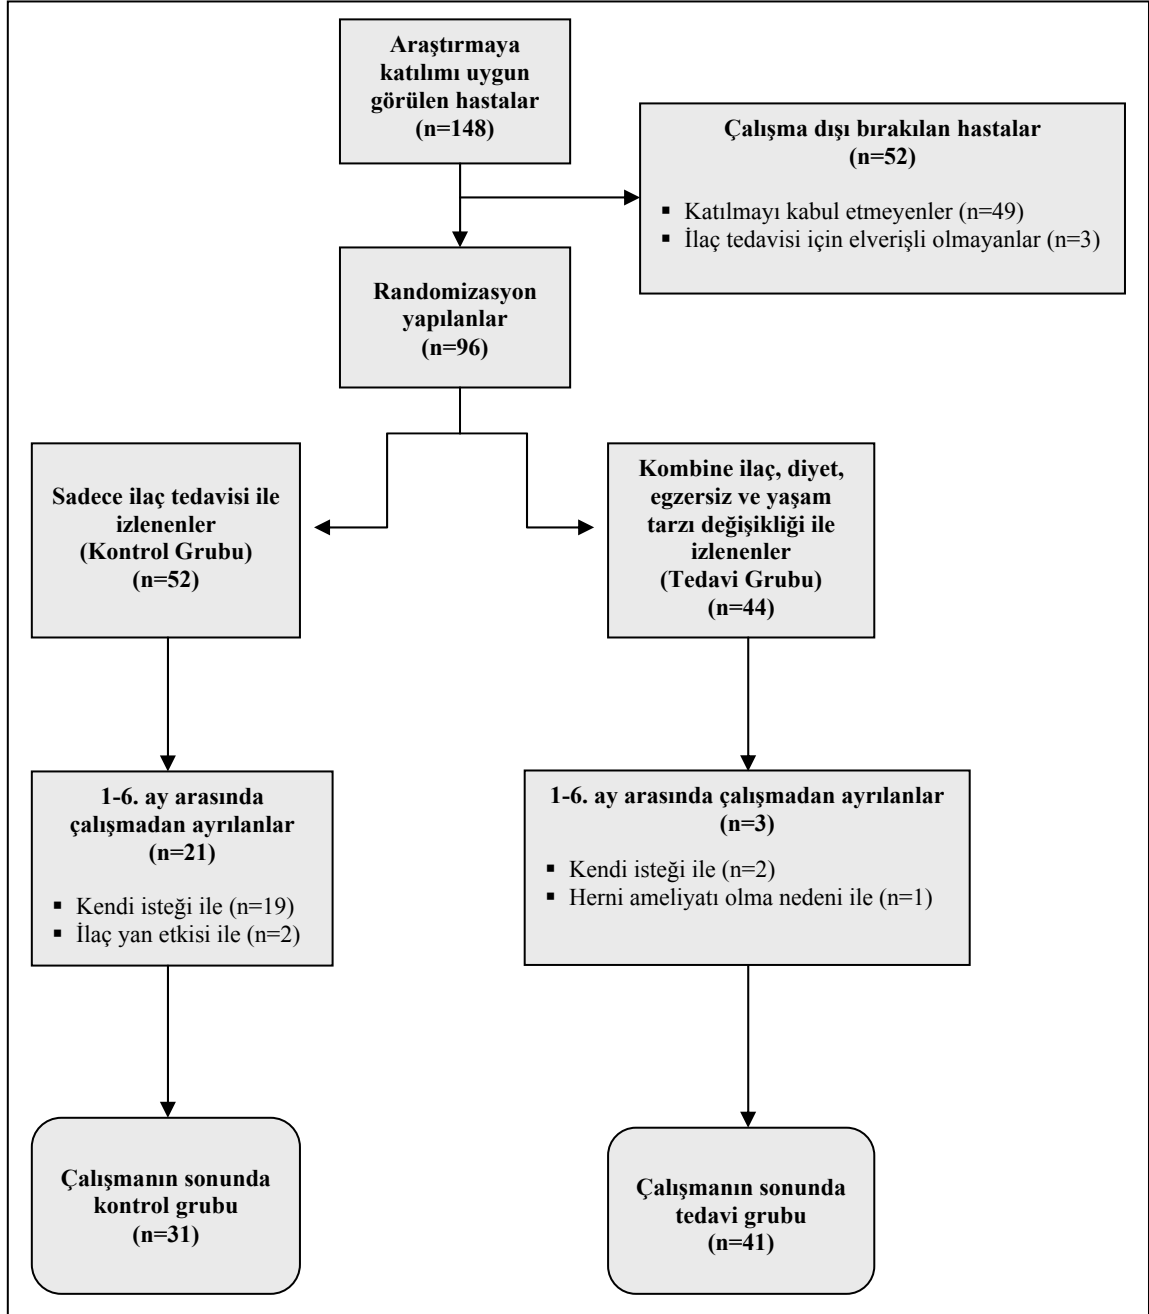 Araştırmaya
katılımı uygun
görülen hastalar
(n=148)
Çalışma dışı bırakılan hastalar
(n=52)
▪ Katılmayı kabul etmeyenler (n=49)
▪ İlaç tedavisi için elverişli olmayanlar (n=3)
Randomizasyon
yapılanlar
(n=96)
Sadece ilaç tedavisi ile
izlenenler
(Kontrol Grubu)
(n=52)
Kombine ilaç, diyet,
egzersiz ve yaşam
tarzı değişikliği ile
izlenenler
(Tedavi Grubu)
(n=44)
1-6. ay arasında
çalışmadan ayrılanlar
(n=21)
▪ Kendi isteği ile (n=19)
▪ İlaç yan etkisi ile (n=2)
1-6. ay arasında çalışmadan ayrılanlar
(n=3)
▪ Kendi isteği ile (n=2)
▪ Herni ameliyatı olma nedeni ile (n=1)
Çalışmanın sonunda
kontrol grubu
(n=31)
Çalışmanın sonunda
tedavi grubu
(n=41)